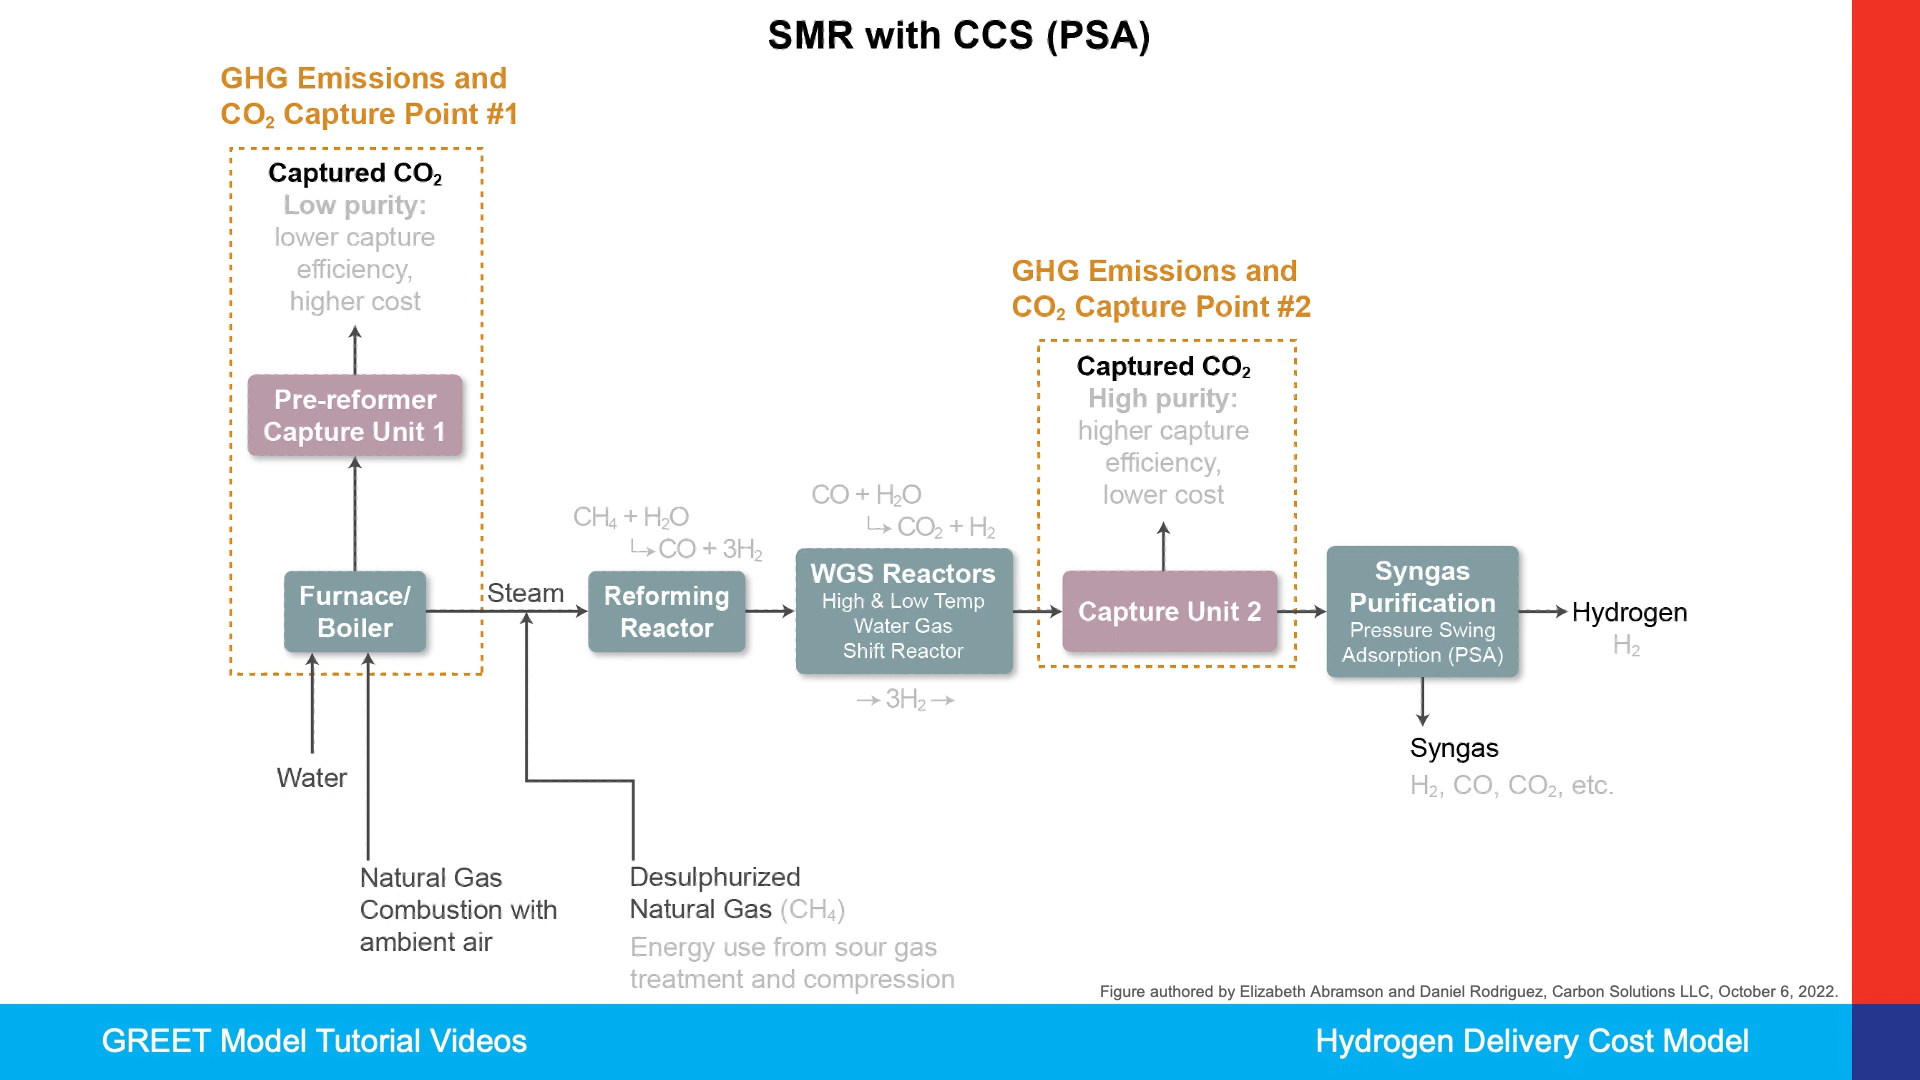 SMR with CCS (PSA)
GHG Emissions and
CO₂ Capture Point #1
Captured CO₂
Low purity:
lower capture
efficiency,
higher cost
Pre-reformer
Capture Unit 1
Furnace/
Boiler
Water
Natural Gas
Combustion with
ambient air
Steam
CH₄ + H₂O
↳ CO + 3H₂
Reforming
Reactor
Desulphurized
Natural Gas (CH₄)
Energy use from sour gas
treatment and compression
CO + H₂O
↳ CO₂ + H₂
WGS Reactors
High & Low Temp
Water Gas
Shift Reactor
→ 3H₂ →
GHG Emissions and
CO₂ Capture Point #2
Captured CO₂
High purity:
higher capture
efficiency,
lower cost
Capture Unit 2
Syngas
Purification
Pressure Swing
Adsorption (PSA)
Hydrogen
H₂
Syngas
H₂, CO, CO₂, etc.
Figure authored by Elizabeth Abramson and Daniel Rodriguez, Carbon Solutions LLC, October 6, 2022.
GREET Model Tutorial Videos
Hydrogen Delivery Cost Model